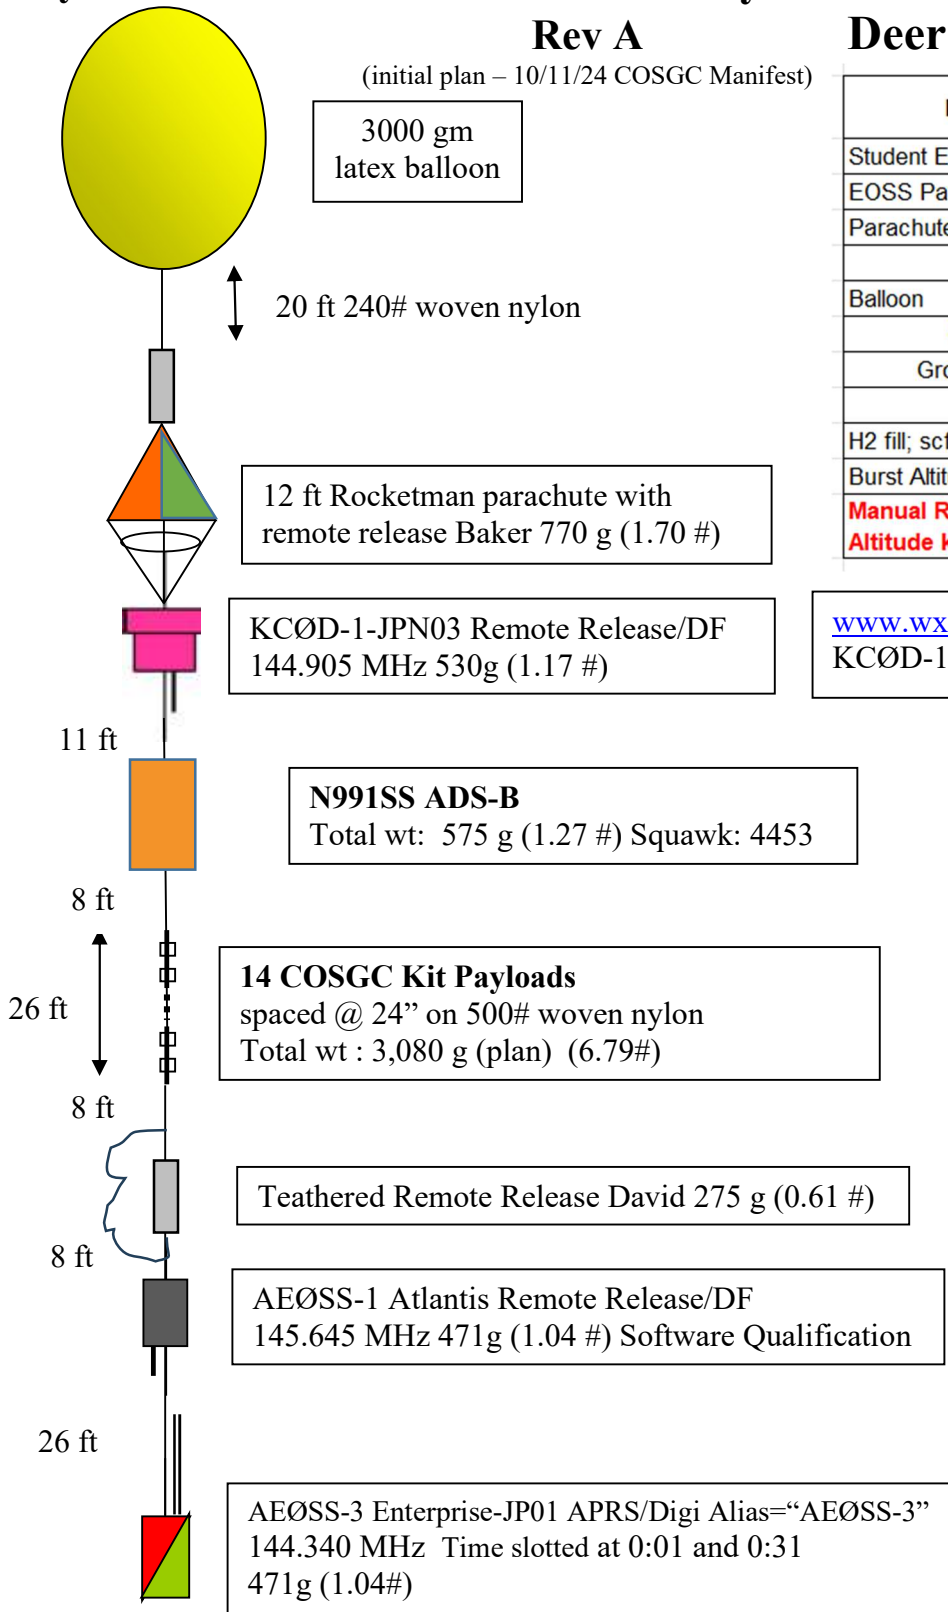 Rev A
(initial plan – 10/11/24 COSGC Manifest)
Deer
3000 gm
latex balloon
Student E
EOSS Pa
Parachute
Balloon
Gro
H2 fill; scf
Burst Altit
Manual R
Altitude k
20 ft 240# woven nylon
12 ft Rocketman parachute with
remote release Baker 770 g (1.70 #)
KCØD-1-JPN03 Remote Release/DF
144.905 MHz 530g (1.17 #)
www.wx
KCØD-1
11 ft
N991SS ADS-B
Total wt:  575 g (1.27 #) Squawk: 4453
8 ft
26 ft
14 COSGC Kit Payloads
spaced @ 24” on 500# woven nylon
Total wt : 3,080 g (plan)  (6.79#)
8 ft
Teathered Remote Release David 275 g (0.61 #)
8 ft
AEØSS-1 Atlantis Remote Release/DF
145.645 MHz 471g (1.04 #) Software Qualification
26 ft
AEØSS-3 Enterprise-JP01 APRS/Digi Alias=“AEØSS-3”
144.340 MHz  Time slotted at 0:01 and 0:31
471g (1.04#)